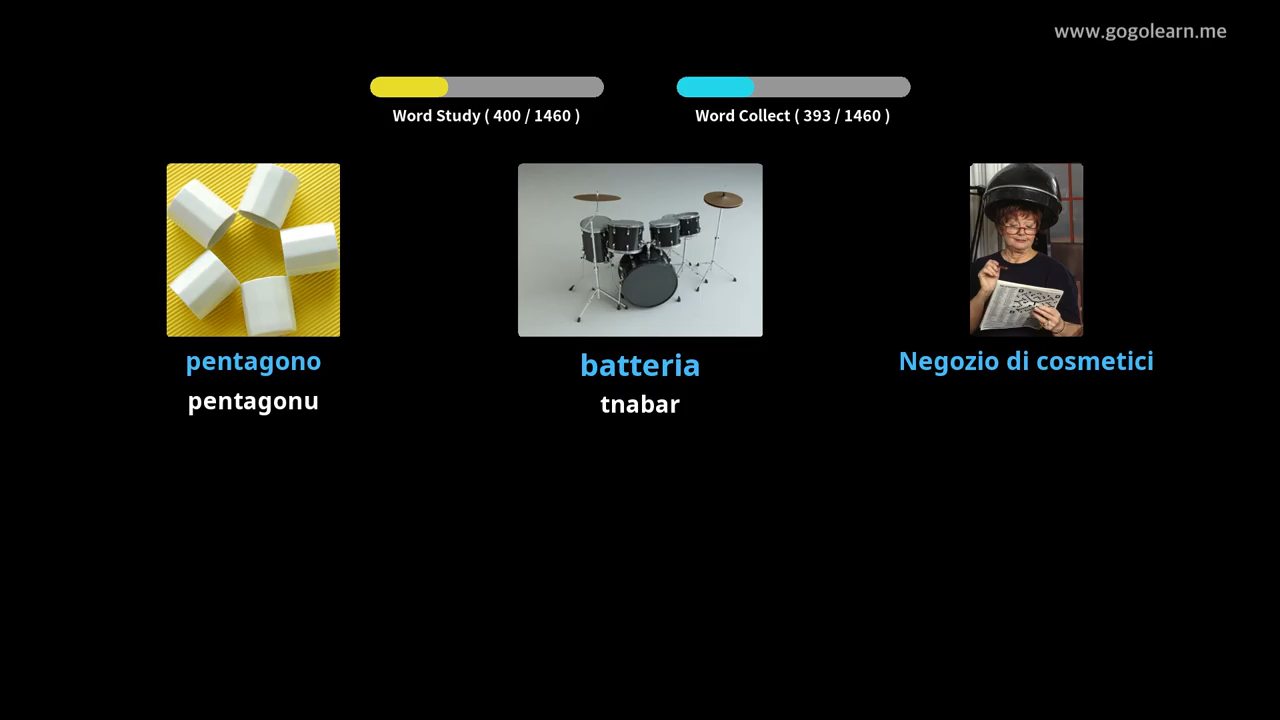 www.gogolearn.me
Word Study ( 400 / 1460 )
Word Collect ( 393 / 1460 )
pentagono
batteria
Negozio di cosmetici
pentagonu
tnabar